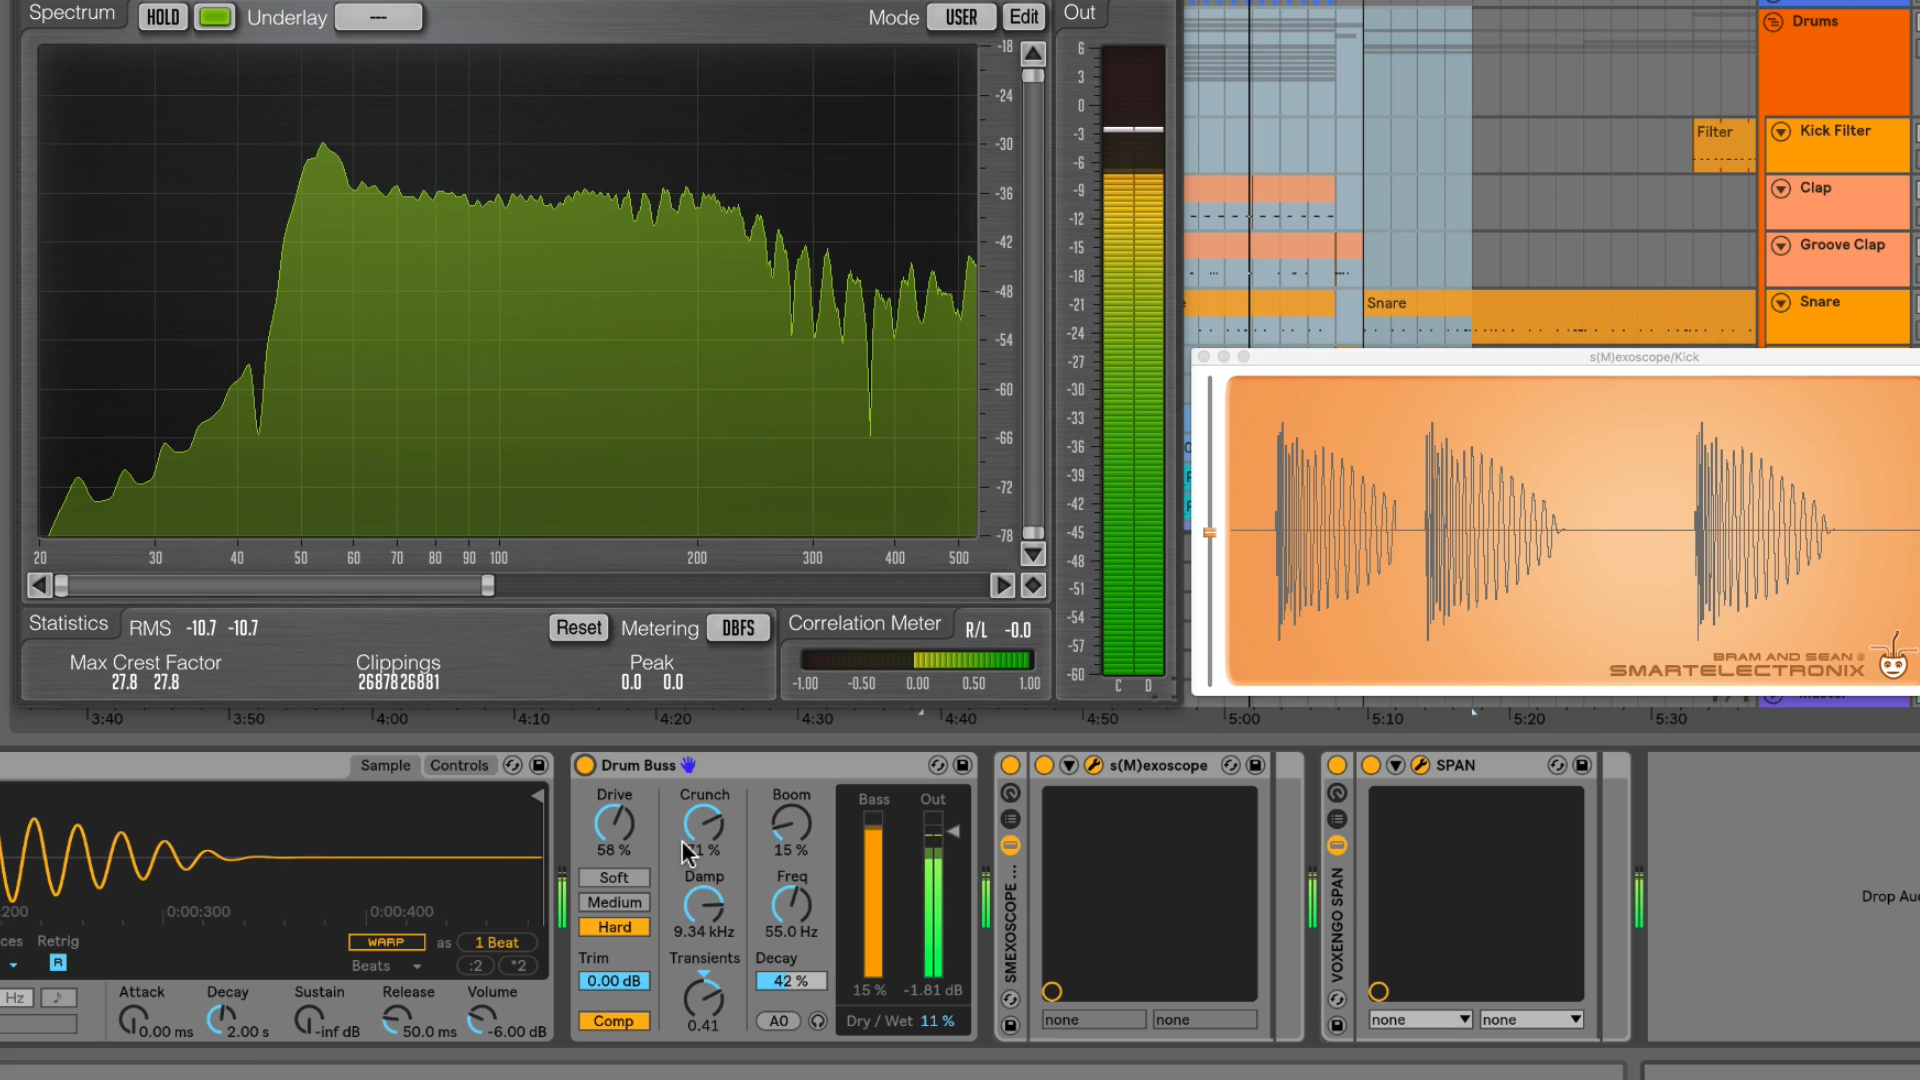 Spectrum HOLD Underlay --- Mode USER Edit Out
-18
-24
-30
-36
-42
-48
-54
-60
-66
-72
-78
20 30 40 50 60 70 80 90 100 200 300 400 500
6
3
0
-3
-6
-9
-12
-15
-18
-21
-24
-27
-30
-33
-36
-39
-42
-45
-48
-51
-54
-57
-60
C D
Statistics RMS -10.7 -10.7 Reset Metering DBFS Correlation Meter R/L -0.0
Max Crest Factor Clippings Peak
27.8 27.8 26878 26881 0.0 0.0
-1.00 -0.50 0.00 0.50 1.00
Drums
Filter Kick Filter
Clap
Groove Clap
Snare Snare
s(M)exoscope/Kick
BRAM AND SEAN @
SMARTELECTRONIX
3:40 3:50 4:00 4:10 4:20 4:30 4:40 4:50 5:00 5:10 5:20 5:30
Sample Controls
200 0:00:300 0:00:400
ces Retrig WARP as 1 Beat
R Beats :2 *2
Hz Attack Decay Sustain Release Volume
0.00 ms 2.00 s -inf dB 50.0 ms -6.00 dB
Drum Buss
Drive Crunch Boom Bass Out
58 % 71 % 15 %
Soft Damp Freq
Medium
Hard 9.34 kHz 55.0 Hz
Trim Transients Decay
0.00 dB 42 %
15 % -1.81 dB
Comp 0.41 A0 Dry / Wet 11 %
SMEXOSCOPE ...
s(M)exoscope
none none
VOXENGO SPAN
SPAN
none none
Drop Au